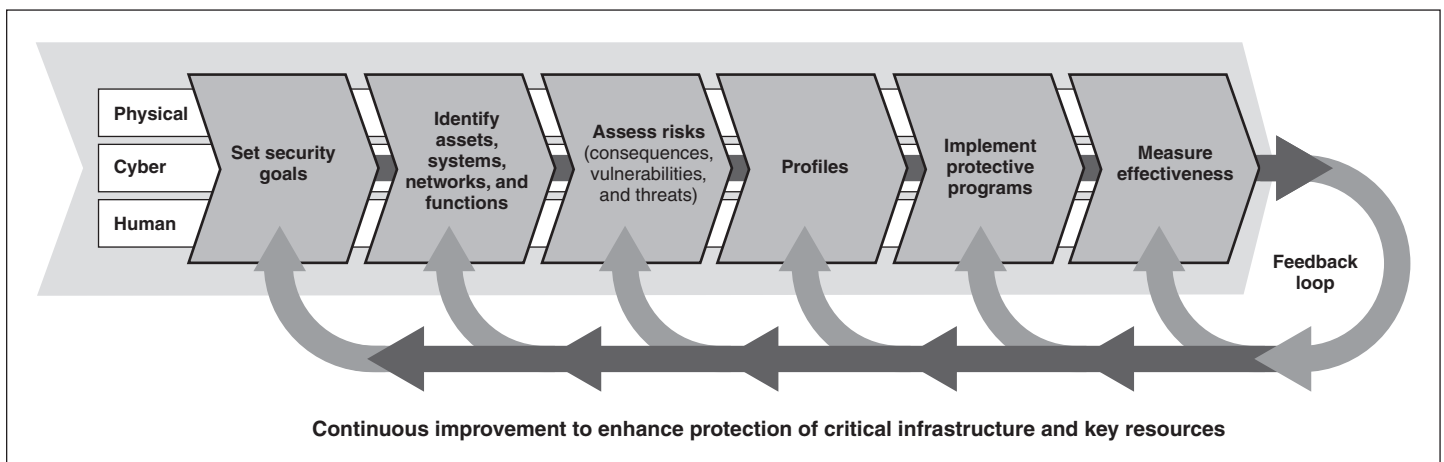 Physical
Cyber
Human
Set security
goals
Identify
assets,
systems,
networks, and
functions
Assess risks
(consequences,
vulnerabilities,
and threats)
Profiles
Implement
protective
programs
Measure
effectiveness
Feedback
loop
Continuous improvement to enhance protection of critical infrastructure and key resources